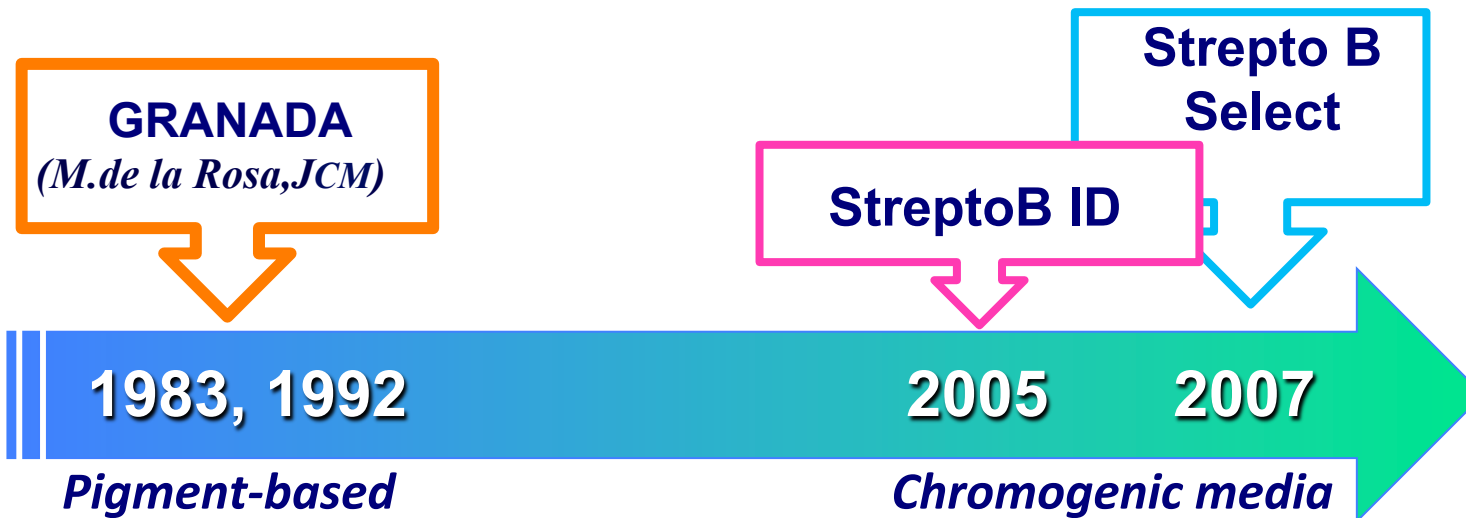 GRANADA
(M.de la Rosa,JCM)
StreptoB ID
Strepto B
Select
1983, 1992
2005
2007
Pigment-based
Chromogenic media